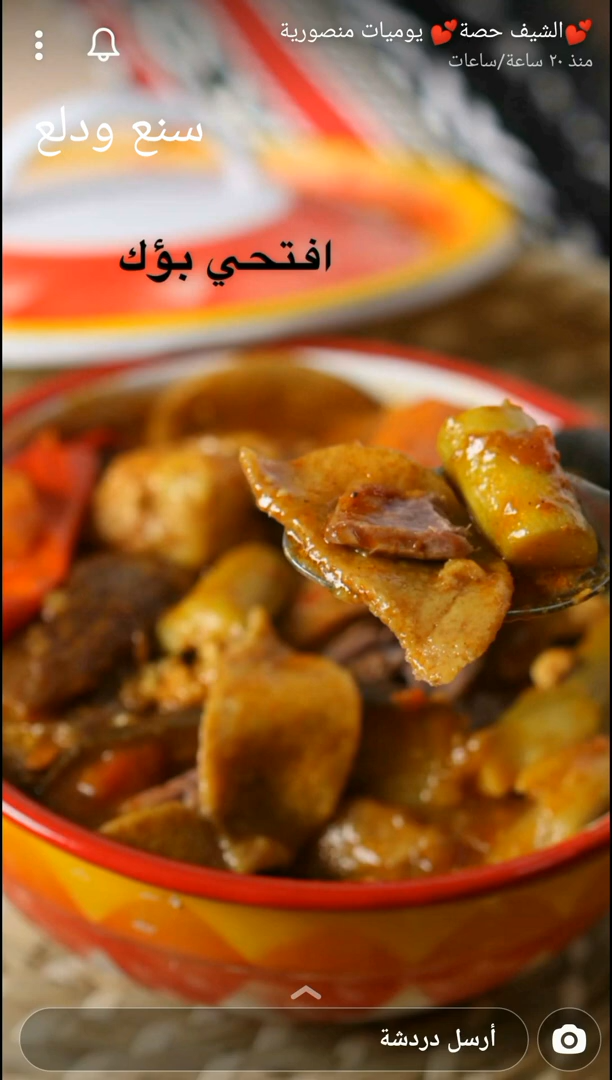 💕الشيف حصة💕 يوميات منصورية
منذ ٢٠ ساعة/ساعات
سنع ودلع
افتحي بؤك
أرسل دردشة